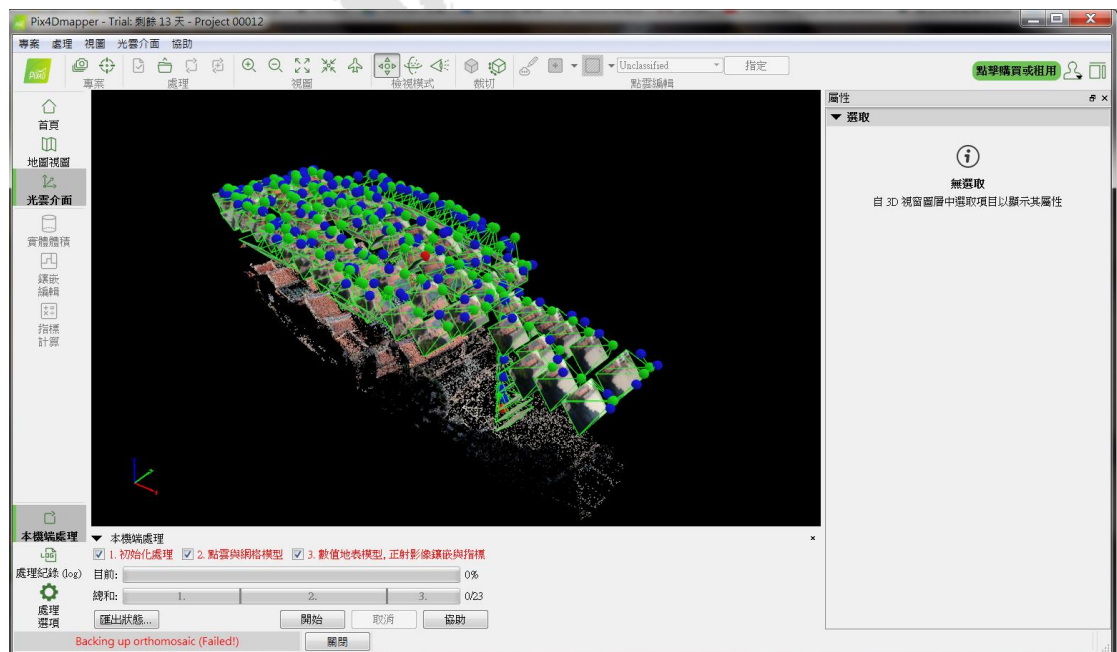 Pix4Dmapper - Trial: 剩餘 13 天 - Project 00012
專案 處理 視圖 光雲介面 協助
Unclassified
指定
點擊購買或租用
專案 處理 視圖 檢視模式 裁切 點雲編輯
首頁
地圖視圖
光雲介面
實體體積
鑲嵌
編輯
指標
計算
屬性
選取
無選取
自 3D 視窗圖層中選取項目以顯示其屬性
本機端處理
本機端處理
1. 初始化處理 2. 點雲與網格模型 3. 數值地表模型, 正射影像鑲嵌與指標
處理紀錄 (log)
目前: 0%
處理
選項
總和: 1. 2. 3. 0/23
匯出狀態... 開始 取消 協助
Backing up orthomosaic (Failed!) 關閉